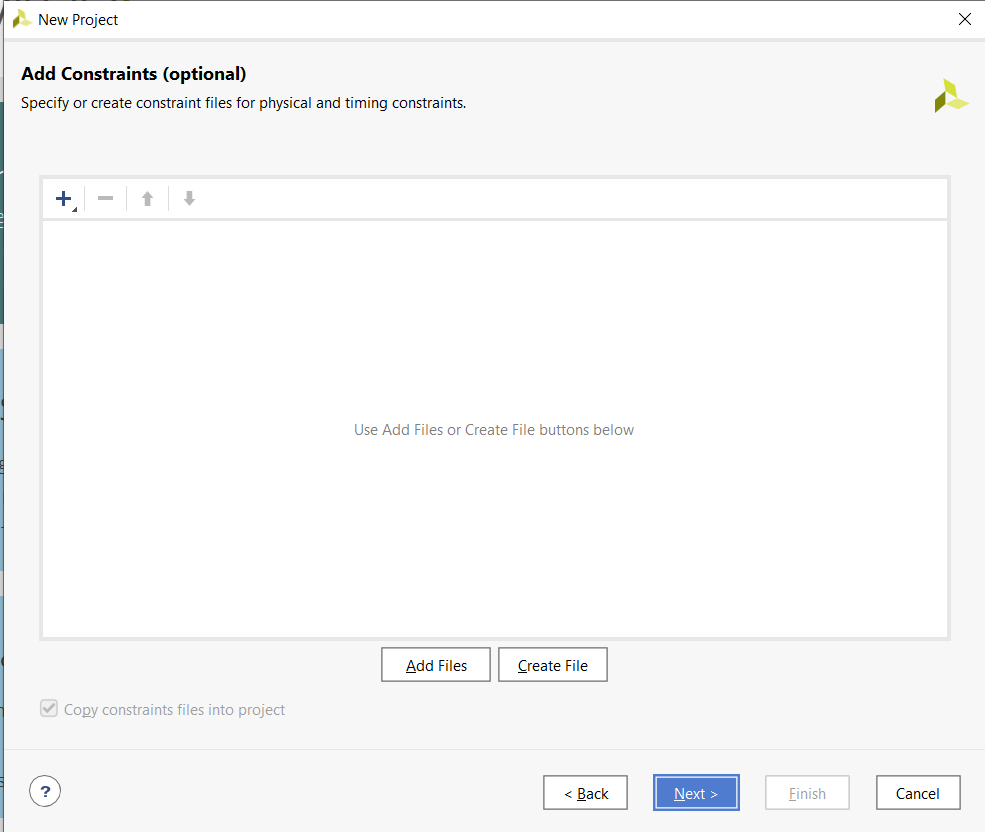 New Project
Add Constraints (optional)
Specify or create constraint files for physical and timing constraints.
Use Add Files or Create File buttons below
Add Files Create File
Copy constraints files into project
? < Back Next > Finish Cancel